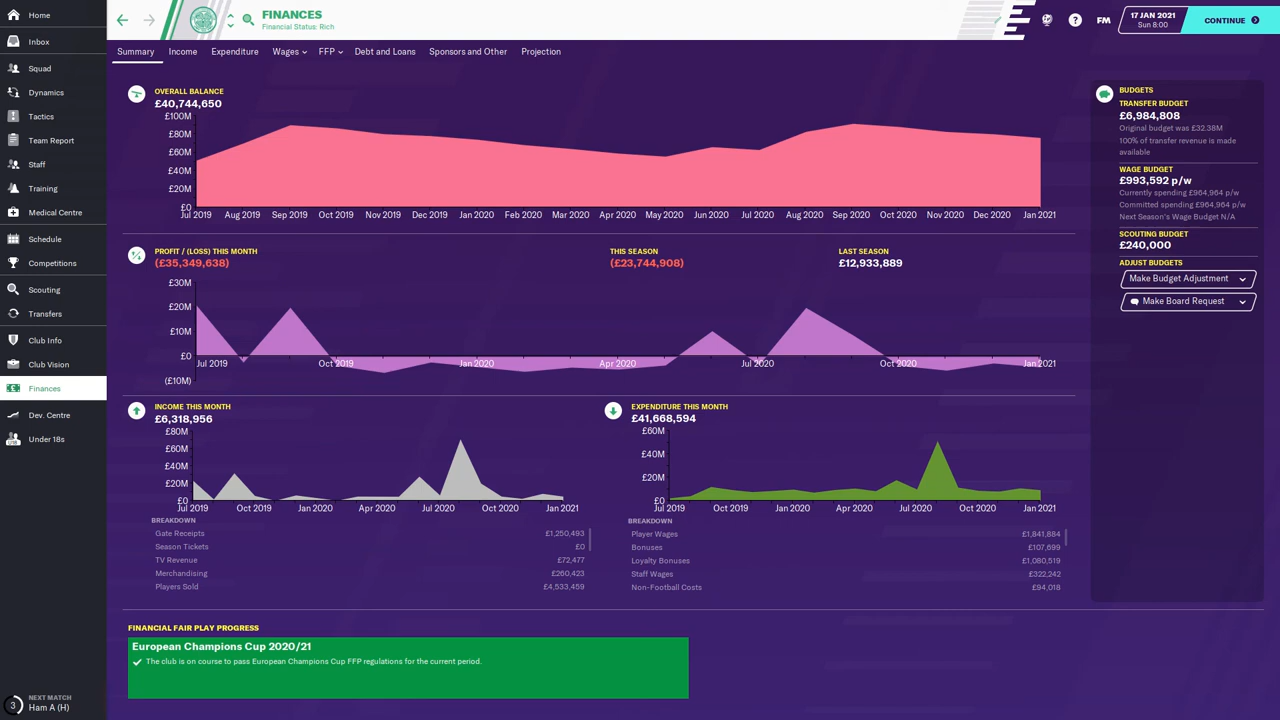 Home
Inbox
Squad
Dynamics
Tactics
Team Report
Staff
Training
Medical Centre
Schedule
Competitions
Scouting
Transfers
Club Info
Club Vision
Finances
Dev. Centre
Under 18s
3
NEXT MATCH
Ham A (H)
FINANCES
Financial Status: Rich
?
FM
17 JAN 2021
Sun 8:00
CONTINUE
Summary Income Expenditure Wages FFP Debt and Loans Sponsors and Other Projection
OVERALL BALANCE
£40,744,650
£100M
£80M
£60M
£40M
£20M
£0
Jul 2019 Aug 2019 Sep 2019 Oct 2019 Nov 2019 Dec 2019 Jan 2020 Feb 2020 Mar 2020 Apr 2020 May 2020 Jun 2020 Jul 2020 Aug 2020 Sep 2020 Oct 2020 Nov 2020 Dec 2020 Jan 2021
PROFIT / (LOSS) THIS MONTH
(£35,349,638)
THIS SEASON
(£23,744,908)
LAST SEASON
£12,933,889
£30M
£20M
£10M
£0
(£10M)
Jul 2019 Oct 2019 Jan 2020 Apr 2020 Jul 2020 Oct 2020 Jan 2021
INCOME THIS MONTH
£6,318,956
£80M
£60M
£40M
£20M
£0
Jul 2019 Oct 2019 Jan 2020 Apr 2020 Jul 2020 Oct 2020 Jan 2021
BREAKDOWN
Gate Receipts £1,250,493
Season Tickets £0
TV Revenue £72,477
Merchandising £260,423
Players Sold £4,533,459
EXPENDITURE THIS MONTH
£41,668,594
£60M
£40M
£20M
£0
Jul 2019 Oct 2019 Jan 2020 Apr 2020 Jul 2020 Oct 2020 Jan 2021
BREAKDOWN
Player Wages £1,841,884
Bonuses £107,699
Loyalty Bonuses £1,080,519
Staff Wages £322,242
Non-Football Costs £94,018
FINANCIAL FAIR PLAY PROGRESS
European Champions Cup 2020/21
The club is on course to pass European Champions Cup FFP regulations for the current period.
BUDGETS
TRANSFER BUDGET
£6,984,808
Original budget was £32.38M
100% of transfer revenue is made
available
WAGE BUDGET
£993,592 p/w
Currently spending £964,964 p/w
Committed spending £964,964 p/w
Next Season's Wage Budget N/A
SCOUTING BUDGET
£240,000
ADJUST BUDGETS
Make Budget Adjustment
Make Board Request